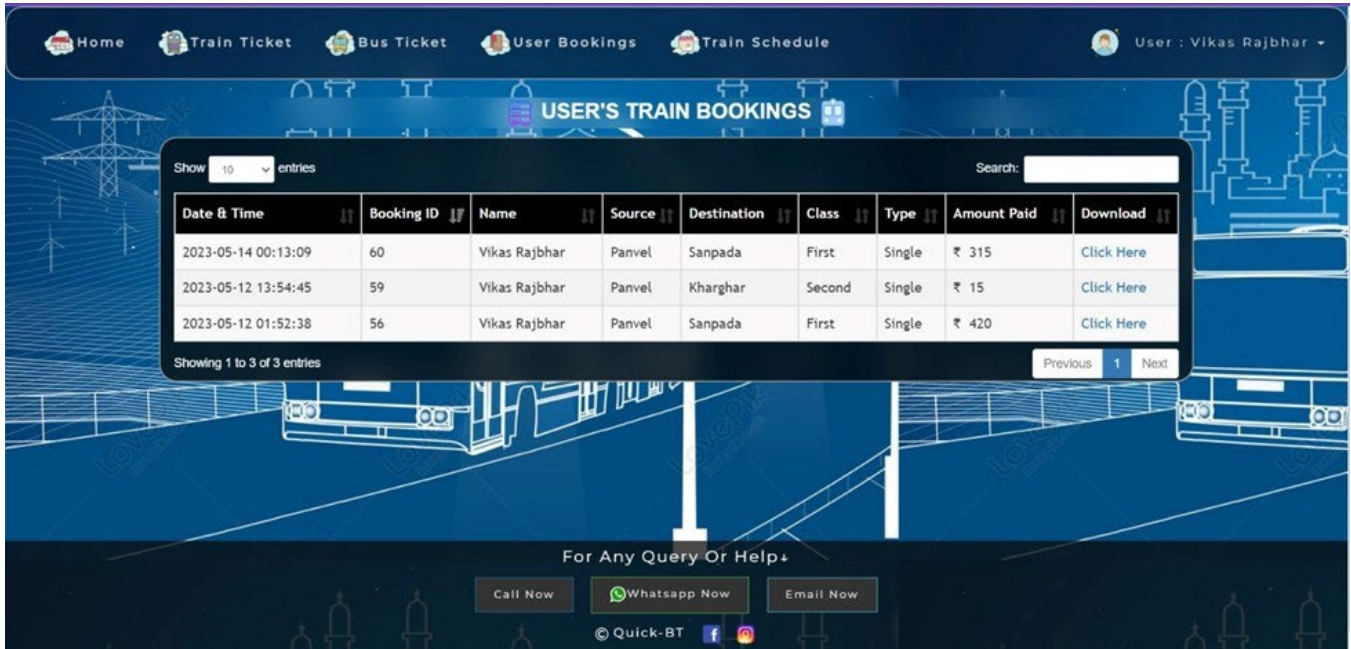 Home Train Ticket Bus Ticket User Bookings Train Schedule User : Vikas Rajbhar
USER'S TRAIN BOOKINGS
Show 10 entries Search:
Date & Time Booking ID Name Source Destination Class Type Amount Paid Download
2023-05-14 00:13:09 60 Vikas Rajbhar Panvel Sanpada First Single ₹ 315 Click Here
2023-05-12 13:54:45 59 Vikas Rajbhar Panvel Kharghar Second Single ₹ 15 Click Here
2023-05-12 01:52:38 56 Vikas Rajbhar Panvel Sanpada First Single ₹ 420 Click Here
Showing 1 to 3 of 3 entries Previous 1 Next
For Any Query Or Help↓
Call Now Whatsapp Now Email Now
© Quick-BT